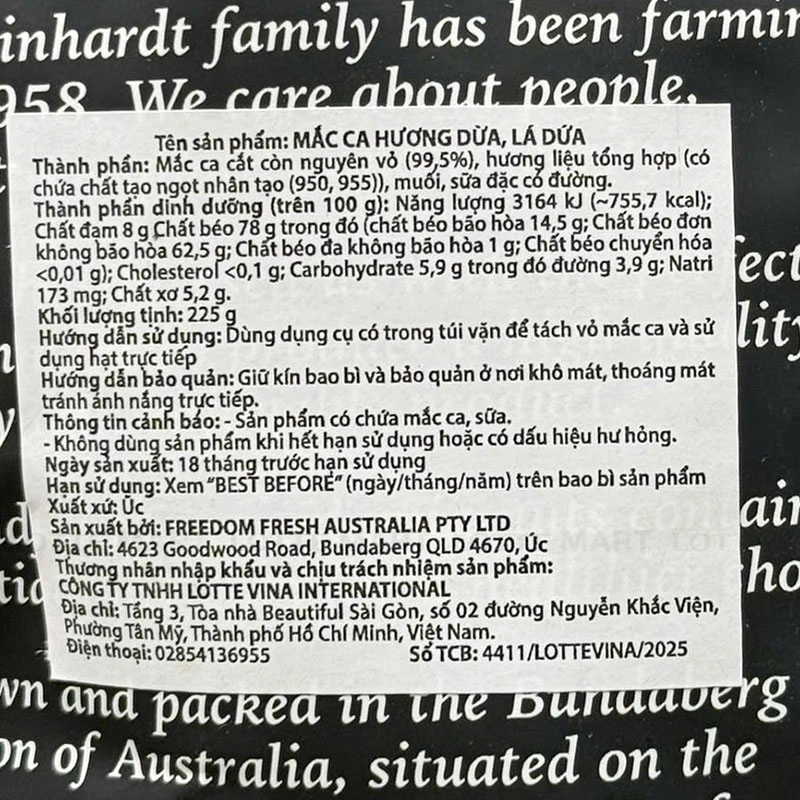 einhardt family has been farmin
958. We care about people,
Tên sản phẩm: MẮC CA HƯƠNG DỪA, LÁ DỨA
Thành phần: Mắc ca cắt còn nguyên vỏ (99,5%), hương liệu tổng hợp (có
chứa chất tạo ngọt nhân tạo (950, 955)), muối, sữa đặc có đường.
Thành phần dinh dưỡng (trên 100 g): Năng lượng 3164 kJ (~755,7 kcal);
Chất đạm 8 g Chất béo 78 g trong đó (chất béo bão hòa 14,5 g; Chất béo đơn
không bão hòa 62,5 g; Chất béo đa không bão hòa 1 g; Chất béo chuyển hóa
<0,01 g); Cholesterol <0,1 g; Carbohydrate 5,9 g trong đó đường 3,9 g; Natri
173 mg; Chất xơ 5,2 g.
Khối lượng tịnh: 225 g
Hướng dẫn sử dụng: Dùng dụng cụ có trong túi vặn để tách vỏ mắc ca và sử
dụng hạt trực tiếp
Hướng dẫn bảo quản: Giữ kín bao bì và bảo quản ở nơi khô mát, thoáng mát
tránh ánh nắng trực tiếp.
Thông tin cảnh báo: - Sản phẩm có chứa mắc ca, sữa.
- Không dùng sản phẩm khi hết hạn sử dụng hoặc có dấu hiệu hư hỏng.
Ngày sản xuất: 18 tháng trước hạn sử dụng
Hạn sử dụng: Xem "BEST BEFORE" (ngày/tháng/năm) trên bao bì sản phẩm
Xuất xứ: Úc
Sản xuất bởi: FREEDOM FRESH AUSTRALIA PTY LTD
Địa chỉ: 4623 Goodwood Road, Bundaberg QLD 4670, Úc
Thương nhân nhập khẩu và chịu trách nhiệm sản phẩm:
CÔNG TY TNHH LOTTE VINA INTERNATIONAL
Địa chỉ: Tầng 3, Tòa nhà Beautiful Sài Gòn, số 02 đường Nguyễn Khắc Viện,
Phường Tân Mỹ, Thành phố Hồ Chí Minh, Việt Nam.
Điện thoại: 02854136955 Số TCB: 4411/LOTTEVINA/2025
wn and packed in the Bundaberg
on of Australia, situated on the